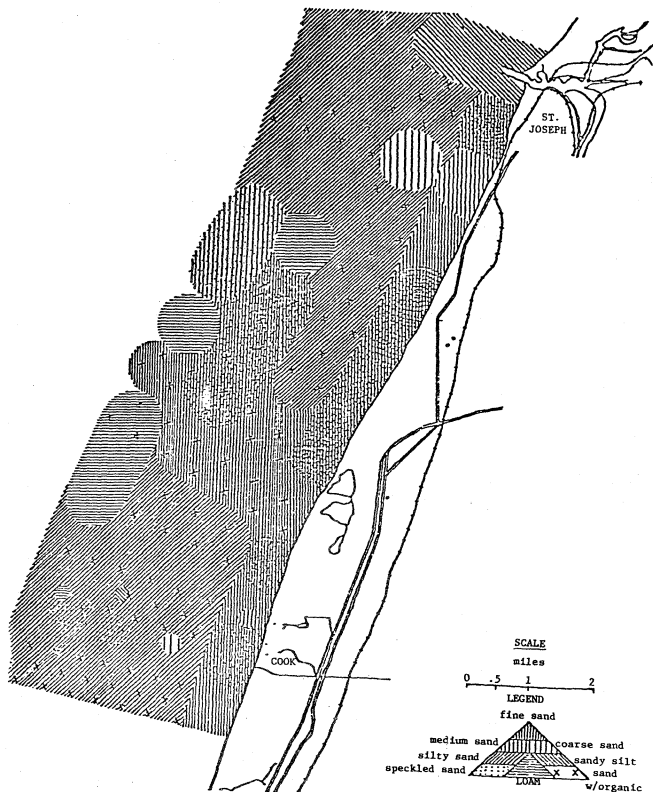 ST.
JOSEPH
COOK
SCALE
miles
0 .5 1 2
LEGEND
fine sand
medium sand coarse sand
silty sand sandy silt
speckled sand x x sand
LOAM w/organic